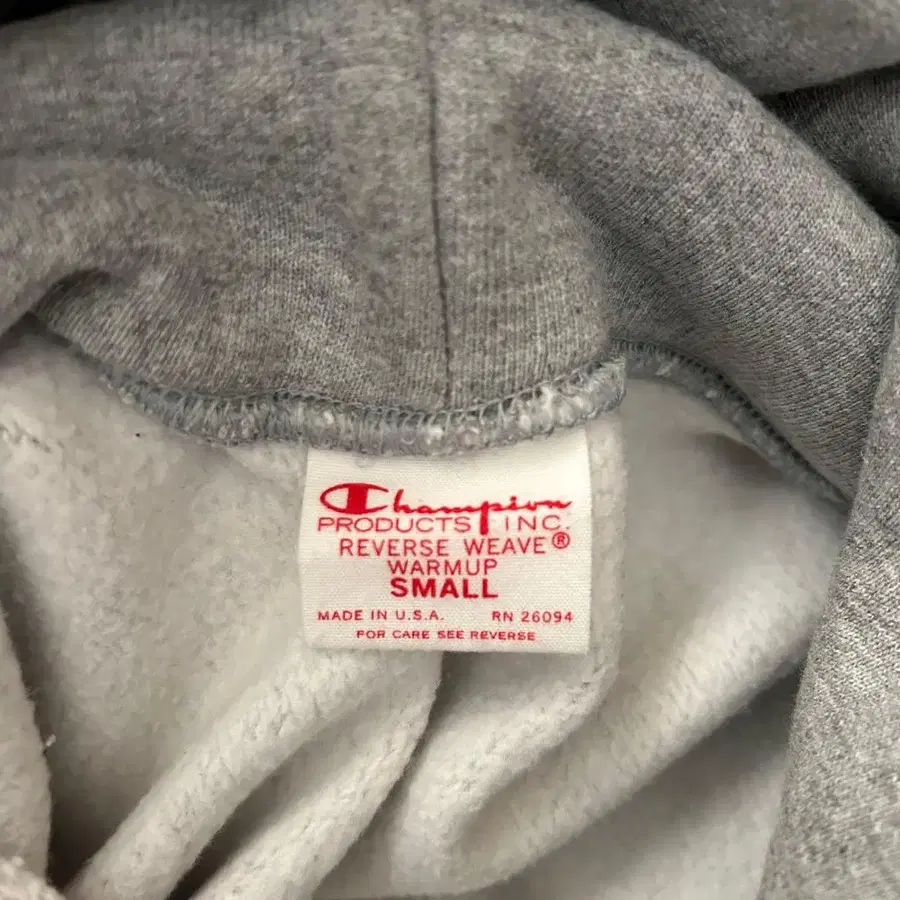 Champion
PRODUCTS INC.
REVERSE WEAVE®
WARMUP
SMALL
MADE IN U.S.A. RN 26094
FOR CARE SEE REVERSE